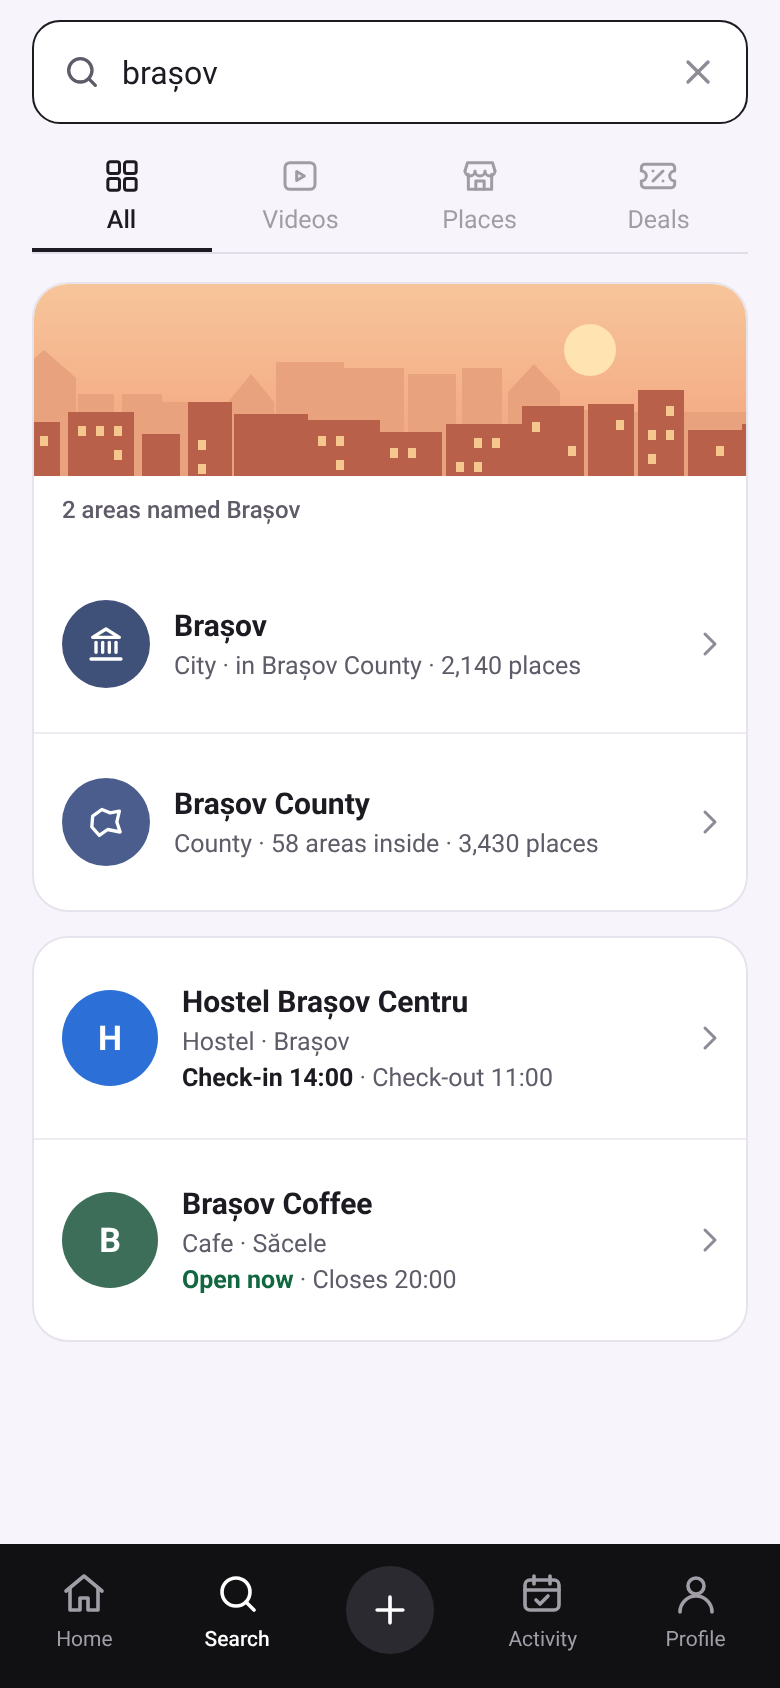 brașov
All
Videos
Places
Deals
2 areas named Brașov
Brașov
City · in Brașov County · 2,140 places
Brașov County
County · 58 areas inside · 3,430 places
H
Hostel Brașov Centru
Hostel · Brașov
Check-in 14:00 · Check-out 11:00
B
Brașov Coffee
Cafe · Săcele
Open now · Closes 20:00
Home
Search
Activity
Profile